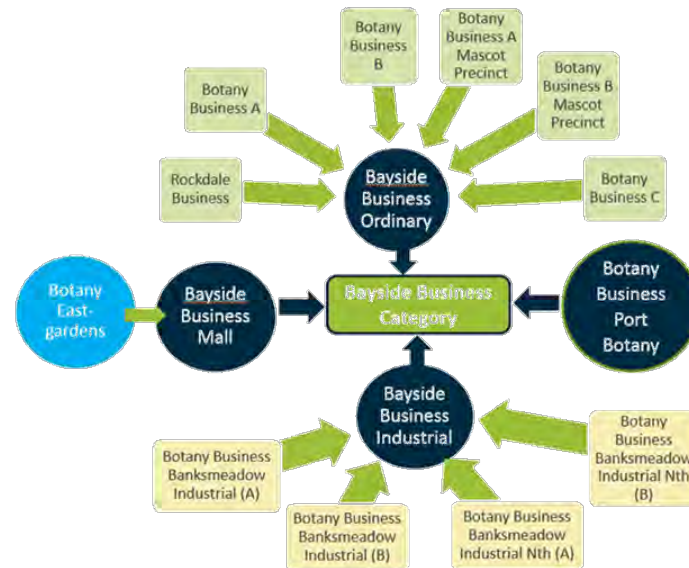 Botany
Business
B
Botany
Business A
Mascot
Precinct
Botany
Business B
Mascot
Precinct
Botany
Business A
Rockdale
Business
Bayside
Business
Ordinary
Botany
Business C
Botany
East-
gardens
Bayside
Business
Mall
Bayside Business
Category
Botany
Business
Port
Botany
Bayside
Business
Industrial
Botany Business
Banksmeadow
Industrial (A)
Botany Business
Banksmeadow
Industrial (B)
Botany Business
Banksmeadow
Industrial Nth (A)
Botany
Business
Banksmeadow
Industrial Nth
(B)